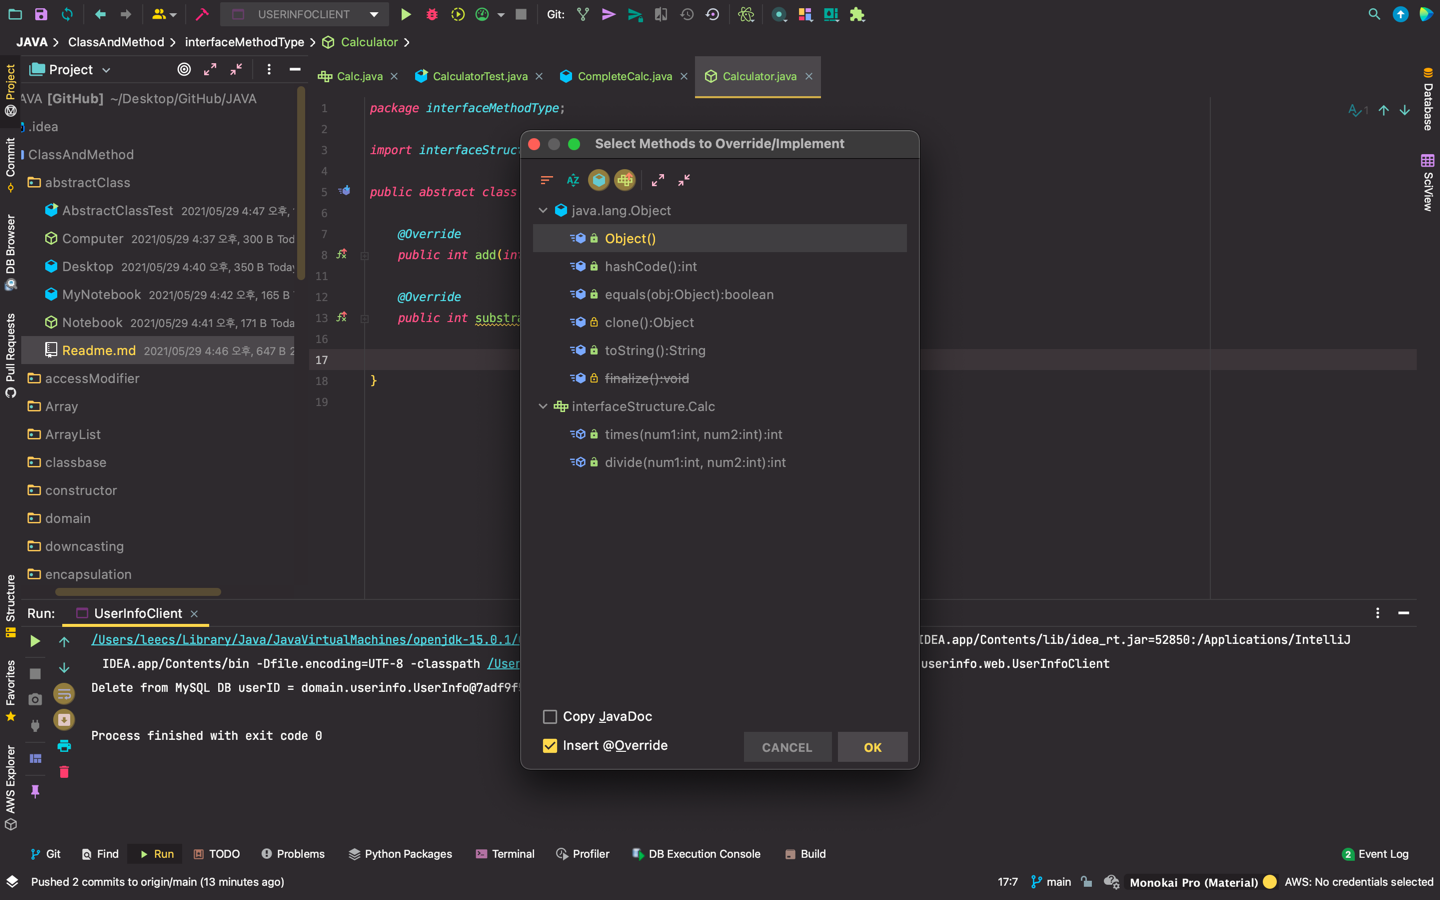 USERINFOCLIENT
Git:
JAVA
ClassAndMethod
interfaceMethodType
Calculator
Project
Project
Commit
DB Browser
Pull Requests
Structure
Favorites
AWS Explorer
Database
SciView
AVA [GitHub] ~/Desktop/GitHub/JAVA
.idea
ClassAndMethod
abstractClass
AbstractClassTest 2021/05/29 4:47 오후,
Computer 2021/05/29 4:37 오후, 300 B Tod
Desktop 2021/05/29 4:40 오후, 350 B Today
MyNotebook 2021/05/29 4:42 오후, 165 B
Notebook 2021/05/29 4:41 오후, 171 B Toda
Readme.md 2021/05/29 4:46 오후, 647 B 2
accessModifier
Array
ArrayList
classbase
constructor
domain
downcasting
encapsulation
Calc.java
CalculatorTest.java
CompleteCalc.java
Calculator.java
1 package interfaceMethodType;
2
3 import interfaceStruc
4
5 public abstract class
6
7 @Override
8 public int add(in
11
12 @Override
13 public int substra
16
17
18 }
19
1
Select Methods to Override/Implement
AZ
java.lang.Object
Object()
hashCode():int
equals(obj:Object):boolean
clone():Object
toString():String
finalize():void
interfaceStructure.Calc
times(num1:int, num2:int):int
divide(num1:int, num2:int):int
Copy JavaDoc
Insert @Override
CANCEL
OK
Run:
UserInfoClient
/Users/leecs/Library/Java/JavaVirtualMachines/openjdk-15.0.1/
IDEA.app/Contents/lib/idea_rt.jar=52850:/Applications/IntelliJ
IDEA.app/Contents/bin -Dfile.encoding=UTF-8 -classpath /User
userinfo.web.UserInfoClient
Delete from MySQL DB userID = domain.userinfo.UserInfo@7adf9f5
Process finished with exit code 0
Git
Find
Run
TODO
Problems
Python Packages
Terminal
Profiler
DB Execution Console
Build
2 Event Log
Pushed 2 commits to origin/main (13 minutes ago)
17:7
main
Monokai Pro (Material)
AWS: No credentials selected